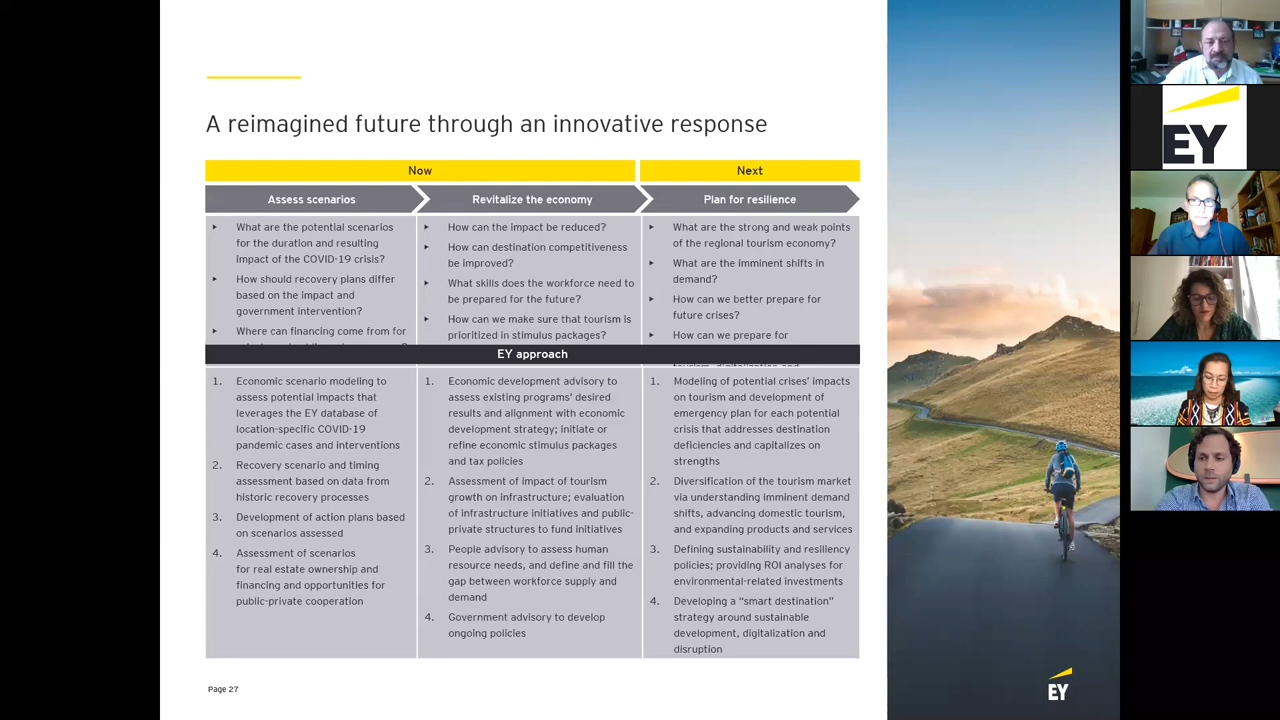 A reimagined future through an innovative response
Now
Next
Assess scenarios
Revitalize the economy
Plan for resilience
What are the potential scenarios
for the duration and resulting
impact of the COVID-19 crisis?
How should recovery plans differ
based on the impact and
government intervention?
Where can financing come from for
How can the impact be reduced?
How can destination competitiveness
be improved?
What skills does the workforce need to
be prepared for the future?
How can we make sure that tourism is
prioritized in stimulus packages?
What are the strong and weak points
of the regional tourism economy?
What are the imminent shifts in
demand?
How can we better prepare for
future crises?
How can we prepare for
EY approach
1. Economic scenario modeling to
assess potential impacts that
leverages the EY database of
location-specific COVID-19
pandemic cases and interventions
2. Recovery scenario and timing
assessment based on data from
historic recovery processes
3. Development of action plans based
on scenarios assessed
4. Assessment of scenarios
for real estate ownership and
financing and opportunities for
public-private cooperation
1. Economic development advisory to
assess existing programs' desired
results and alignment with economic
development strategy; initiate or
refine economic stimulus packages
and tax policies
2. Assessment of impact of tourism
growth on infrastructure; evaluation
of infrastructure initiatives and public-
private structures to fund initiatives
3. People advisory to assess human
resource needs, and define and fill the
gap between workforce supply and
demand
4. Government advisory to develop
ongoing policies
1. Modeling of potential crises' impacts
on tourism and development of
emergency plan for each potential
crisis that addresses destination
deficiencies and capitalizes on
strengths
2. Diversification of the tourism market
via understanding imminent demand
shifts, advancing domestic tourism,
and expanding products and services
3. Defining sustainability and resiliency
policies; providing ROI analyses for
environmental-related investments
4. Developing a "smart destination"
strategy around sustainable
development, digitalization and
disruption
Page 27
EY
EY